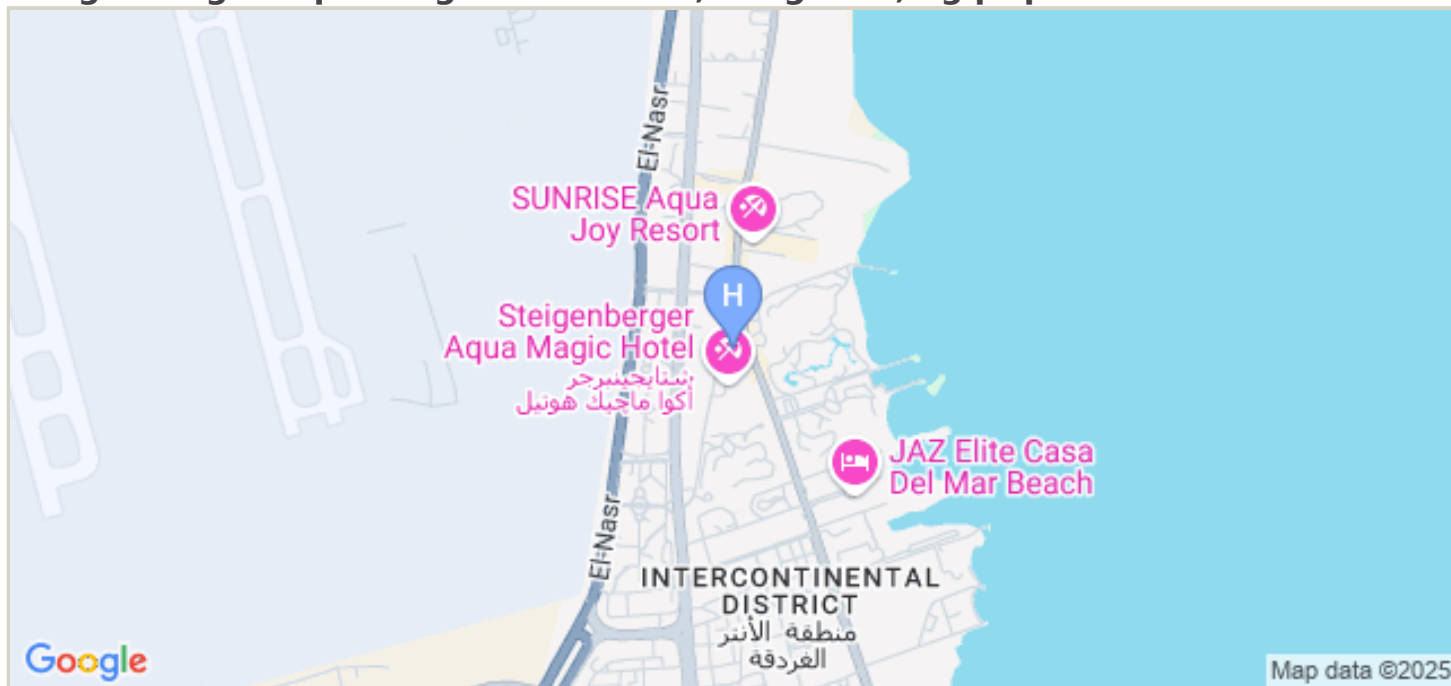 El-Nasr
SUNRISE Aqua
Joy Resort
H
Steigenberger
Aqua Magic Hotel
شتايجينبرجر
أكوا ماجيك هوتيل
JAZ Elite Casa
Del Mar Beach
El-Nasr
INTERCONTINENTAL
DISTRICT
منطقة الأنتر
الغردقة
Google
Map data ©2025